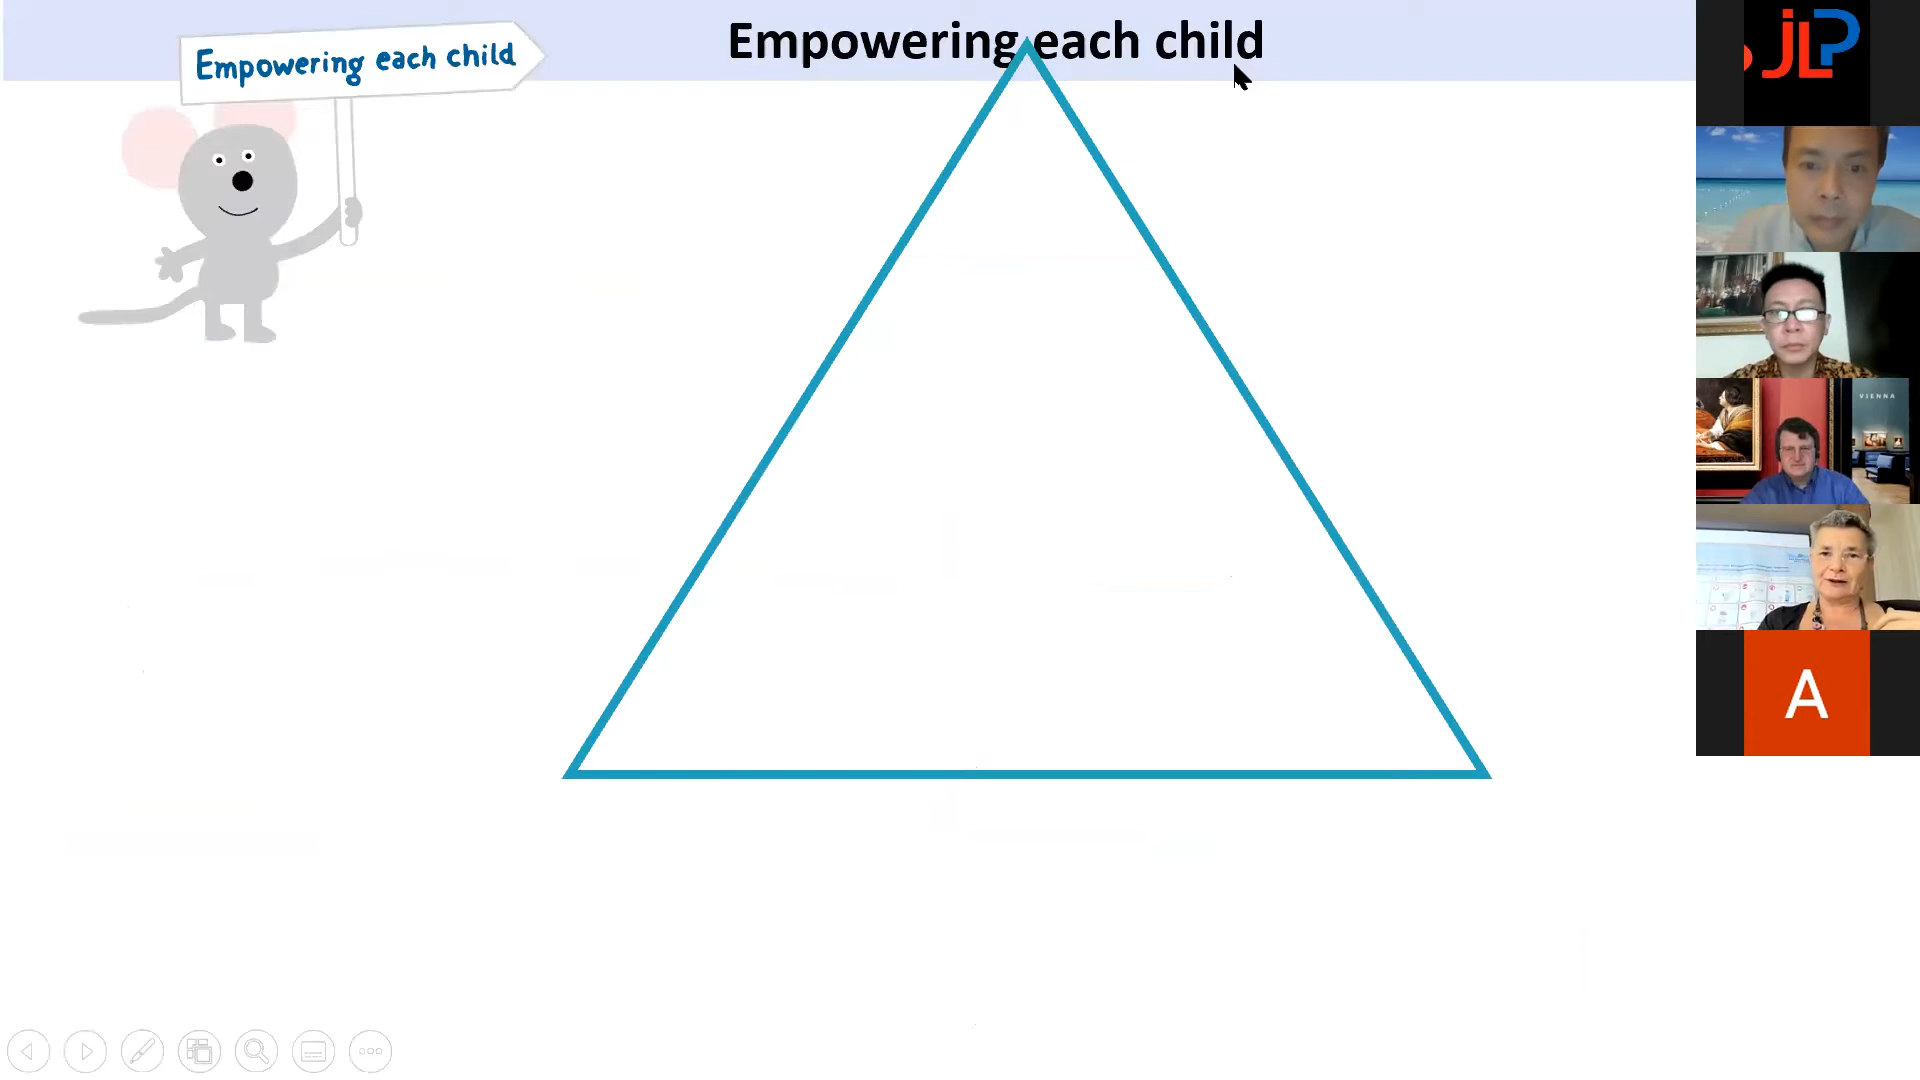 Empowering each child
Empowering each child
JLP
VIENNA
A